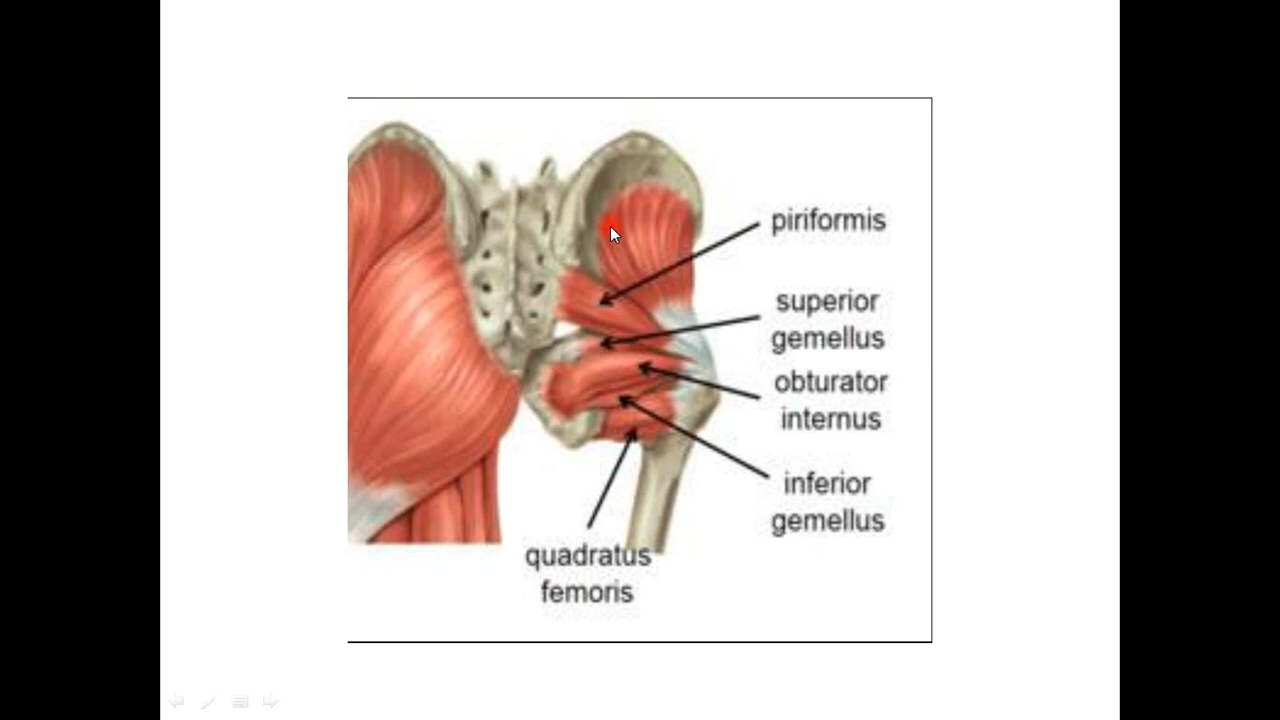 piriformis
superior
gemellus
obturator
internus
inferior
gemellus
quadratus
femoris